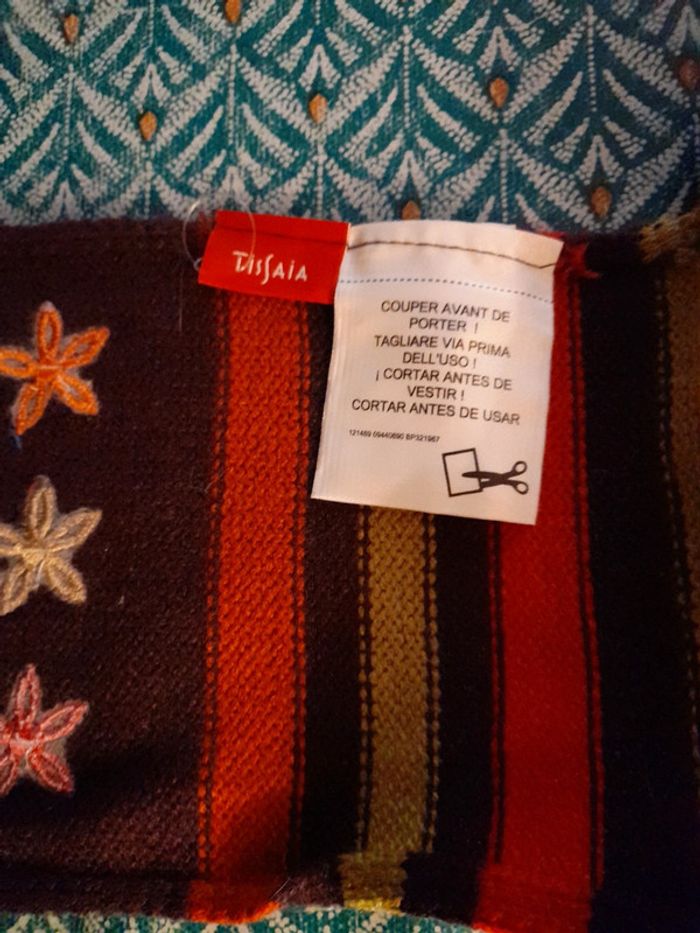 TISSAIA
COUPER AVANT DE
PORTER !
TAGLIARE VIA PRIMA
DELL'USO !
¡ CORTAR ANTES DE
VESTIR !
CORTAR ANTES DE USAR
121489 09440690 BP321967